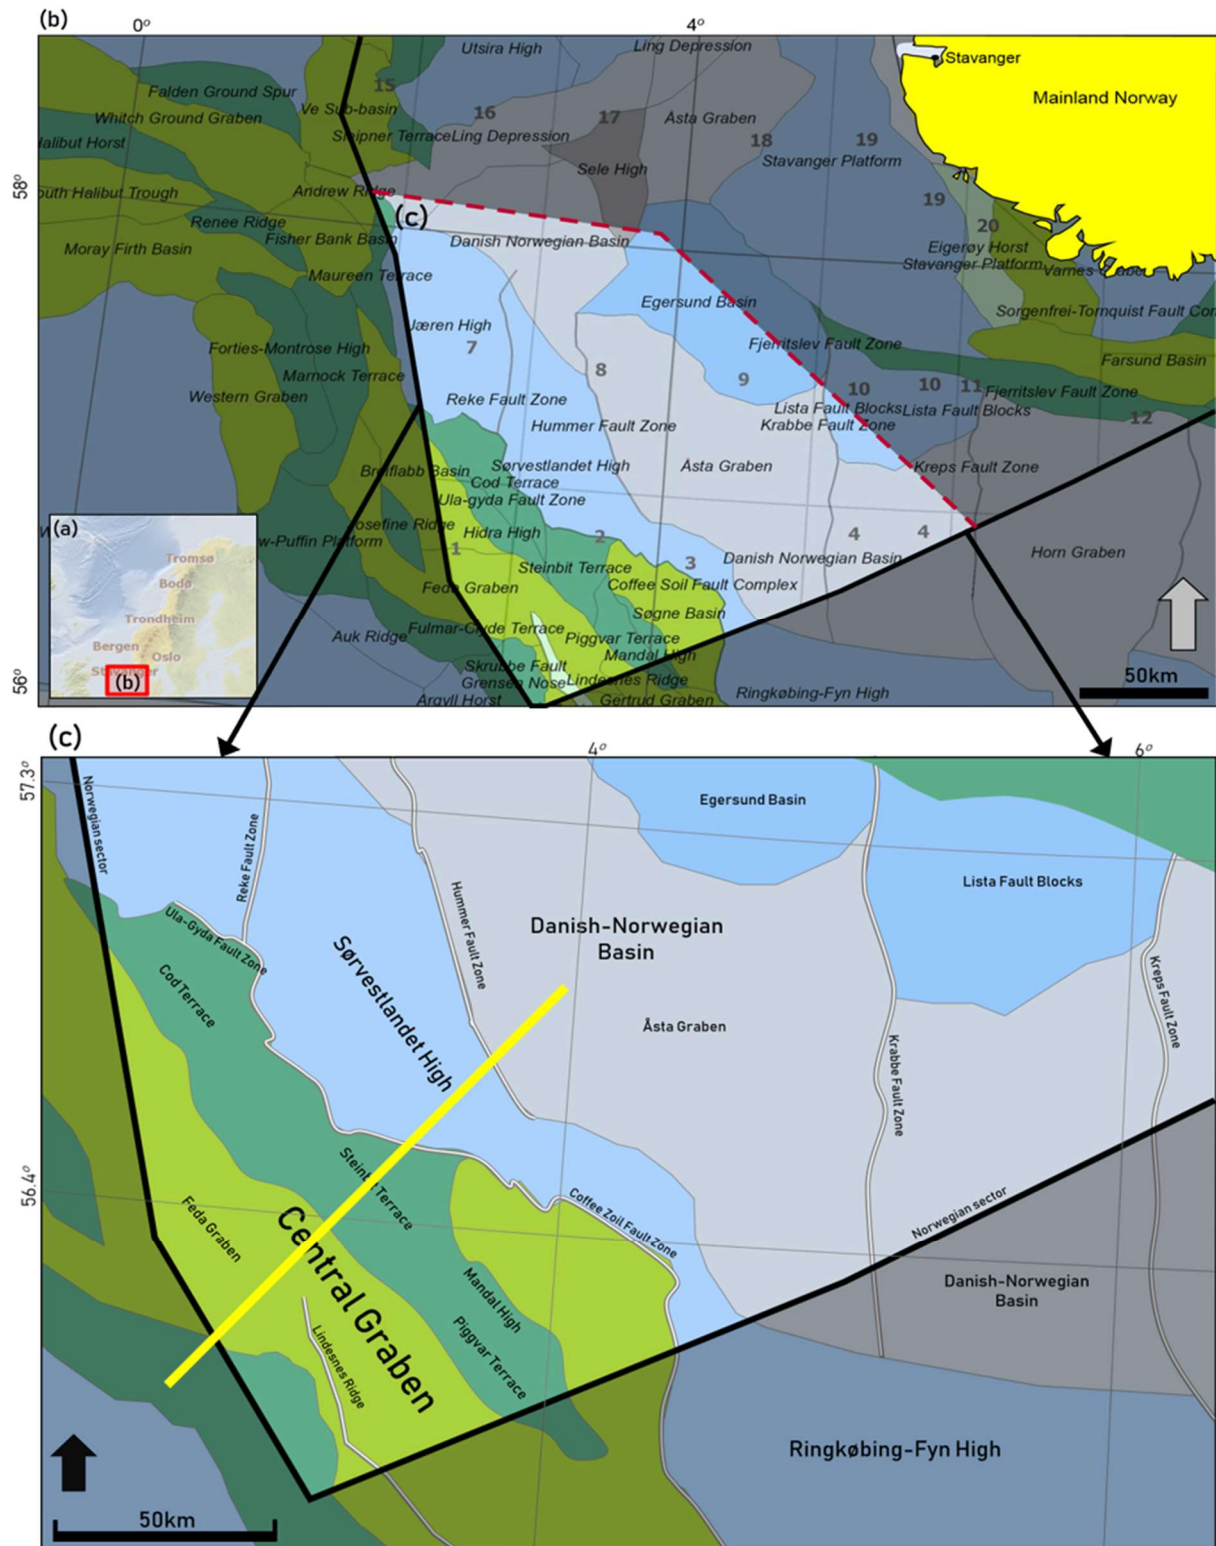 (b)
0°
4°
Utsira High
Ling Depression
Stavanger
Falden Ground Spur
15
Ve Sub-basin
Mainland Norway
Whitch Ground Graben
16
17
Åsta Graben
Halibut Horst
Sleipner Terrace
Ling Depression
18
19
Stavanger Platform
Sele High
58°
outh Halibut Trough
Andrew Ridge
19
Renee Ridge
(c)
20
Moray Firth Basin
Fisher Bank Basin
Danish Norwegian Basin
Eigerøy Horst
Stavanger Platform
Maureen Terrace
Egersund Basin
Sorgenfrei-Tornquist Fault Com
Jæren High
7
Forties-Montrose High
Fjerritslev Fault Zone
Farsund Basin
Marnock Terrace
8
9
10
10
11
Fjerritslev Fault Zone
Western Graben
Reke Fault Zone
Lista Fault Blocks
Lista Fault Blocks
12
Hummer Fault Zone
Krabbe Fault Zone
Breiflabb Basin
Sørvestlandet High
Åsta Graben
Kreps Fault Zone
Cod Terrace
Ula-gyda Fault Zone
(a)
Josefine Ridge
Hidra High
2
4
4
w-Puffin Platform
1
3
Danish Norwegian Basin
Horn Graben
Tromsø
Bodø
Steinbit Terrace
Feda Graben
Coffee Soil Fault Complex
Trondheim
Søgne Basin
Bergen
Oslo
Auk Ridge
Fulmar-Clyde Terrace
Piggvar Terrace
Stavanger
(b)
Mandal High
56°
Skrubbe Fault
Grensen Nose
Lindesnes Ridge
50km
Argyll Horst
Gertrud Graben
Ringkøbing-Fyn High
(c)
4°
6°
57.3°
Norwegian sector
Reke Fault Zone
Egersund Basin
Lista Fault Blocks
Ula-Gyda Fault Zone
Hummer Fault Zone
Danish-Norwegian
Basin
Cod Terrace
Sørvestlandet High
Åsta Graben
Kreps Fault Zone
Krabbe Fault Zone
56.4°
Steinbit Terrace
Feda Graben
Coffee Zoil Fault Zone
Norwegian sector
Central Graben
Mandal High
Danish-Norwegian
Basin
Lindesnes Ridge
Piggvar Terrace
Ringkøbing-Fyn High
50km